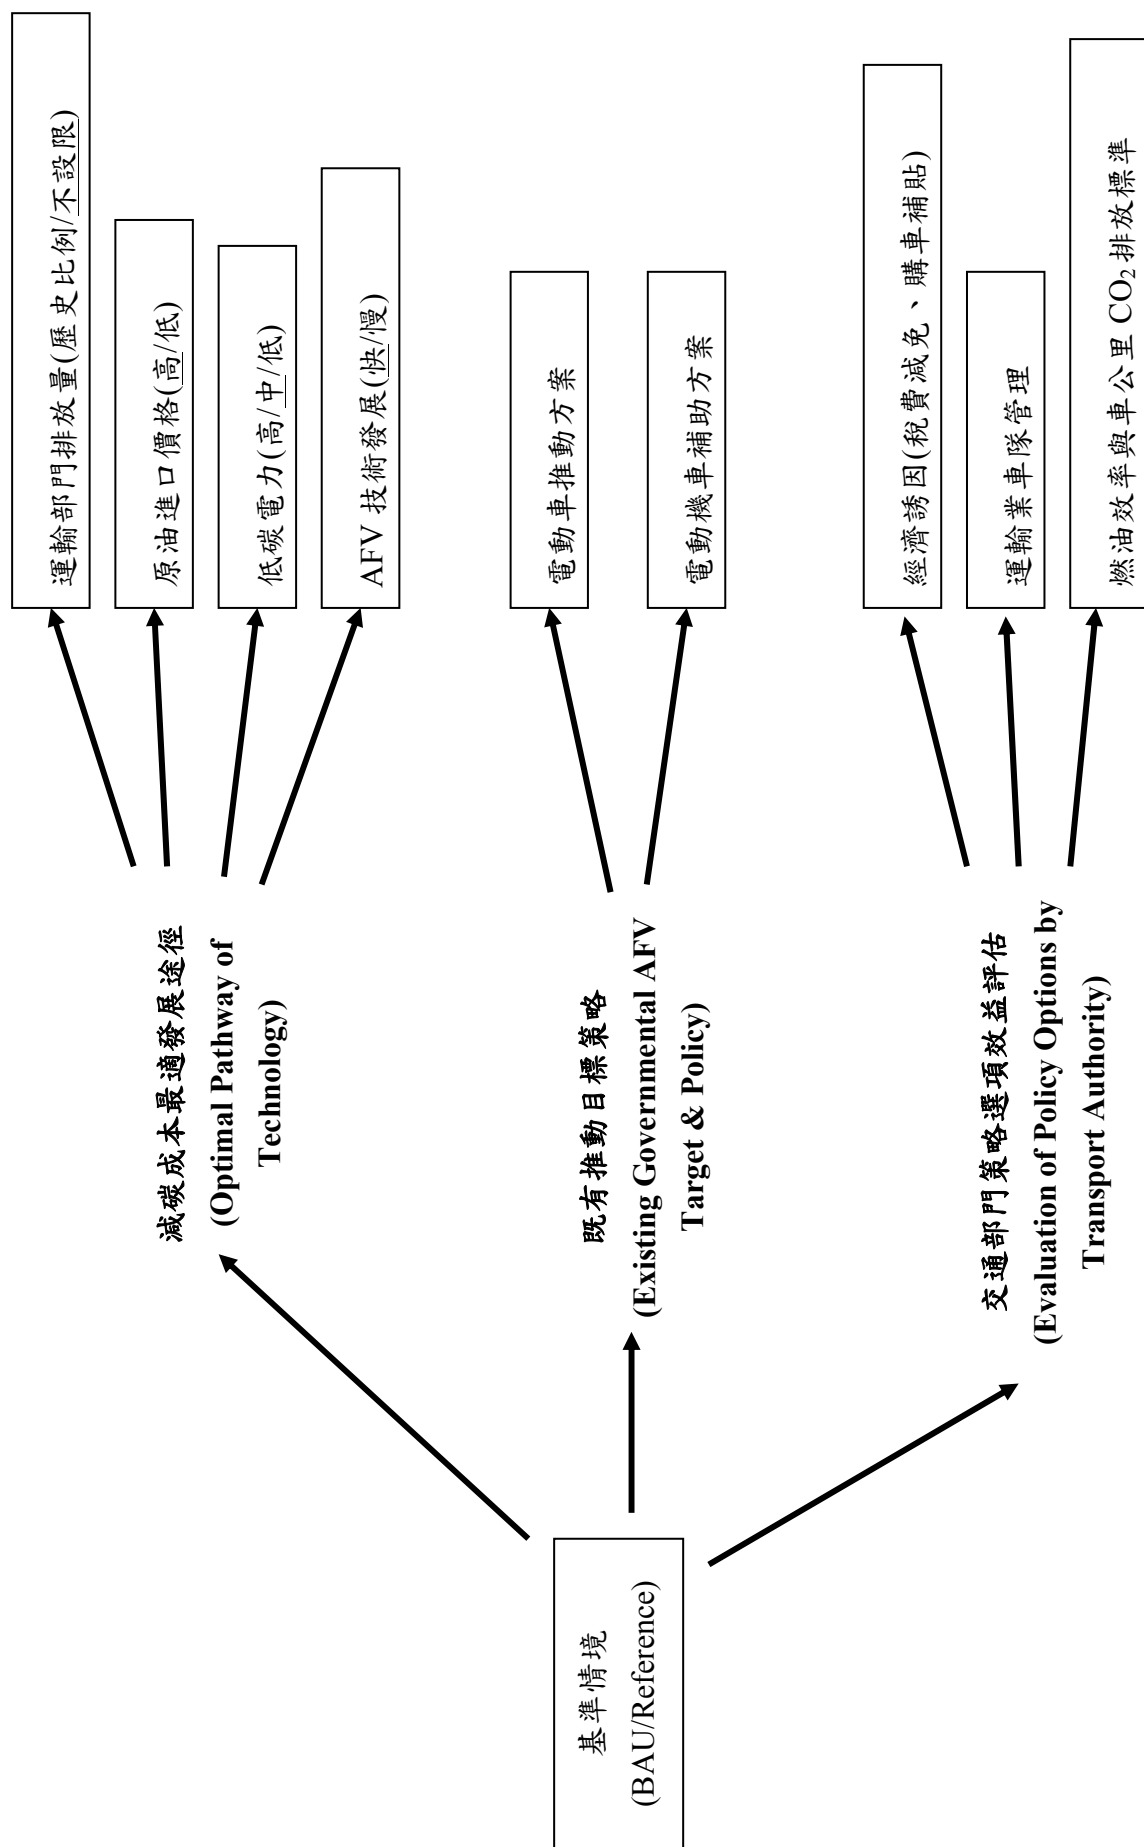 基準情境
(BAU/Reference)
減碳成本最適發展途徑
(Optimal Pathway of
Technology)
運輸部門排放量(歷史比例/不設限)
原油進口價格(高/低)
低碳電力(高/中/低)
AFV 技術發展(快/慢)
既有推動目標策略
(Existing Governmental AFV
Target & Policy)
電動車推動方案
電動機車補助方案
交通部門策略選項效益評估
(Evaluation of Policy Options by
Transport Authority)
經濟誘因(稅費減免、購車補貼)
運輸業車隊管理
燃油效率與車公里 CO₂ 排放標準